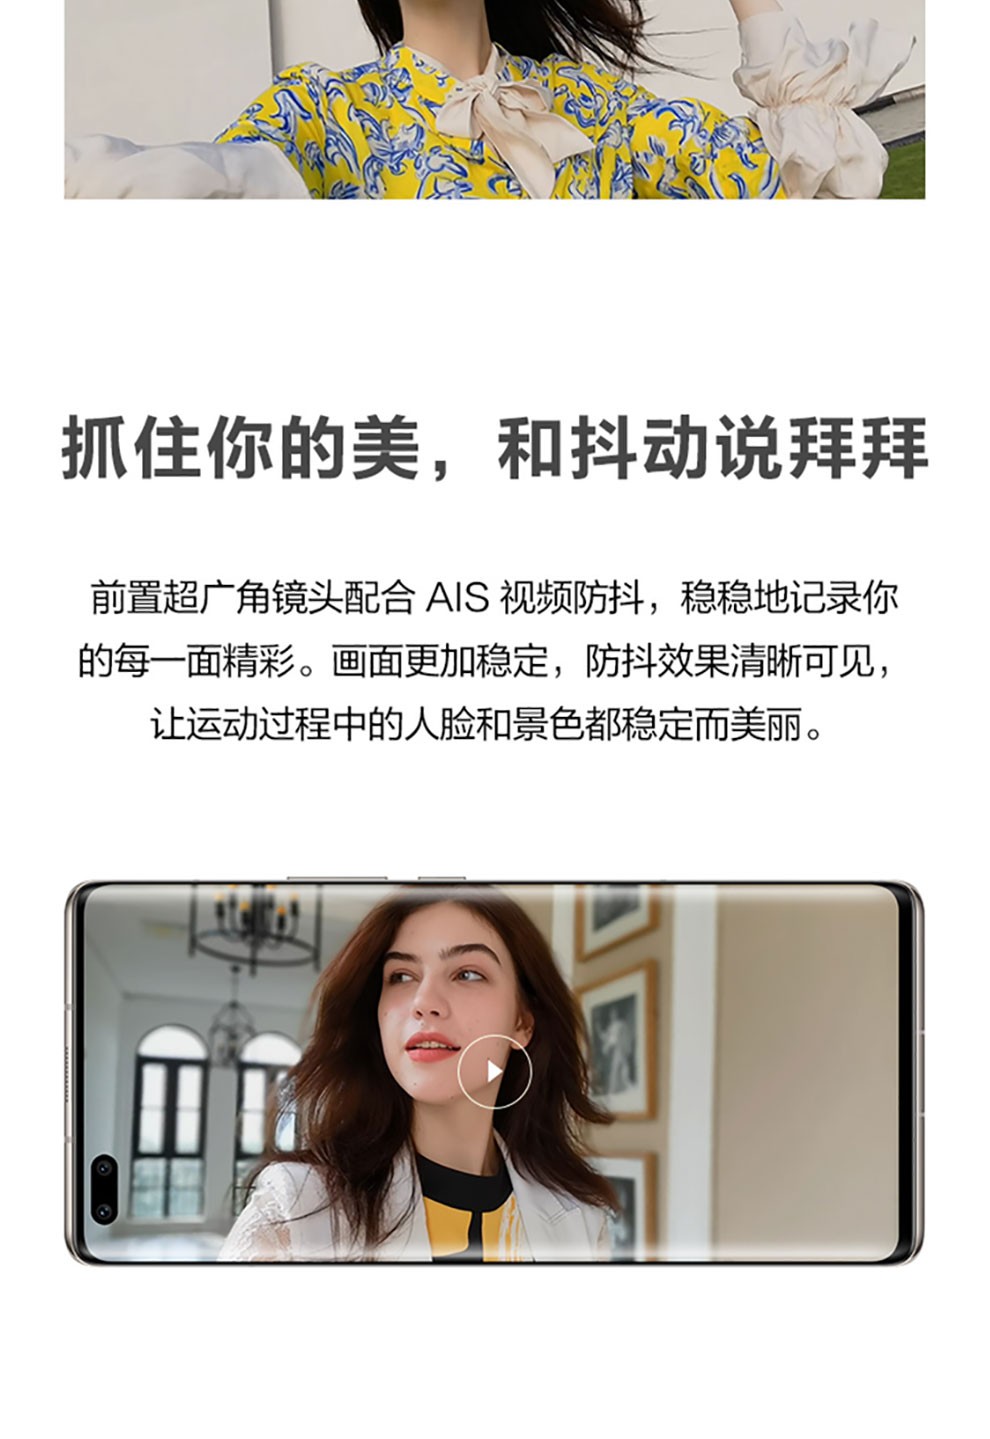 抓住你的美，和抖动说拜拜
前置超广角镜头配合 AIS 视频防抖，稳稳地记录你
的每一面精彩。画面更加稳定，防抖效果清晰可见，
让运动过程中的人脸和景色都稳定而美丽。